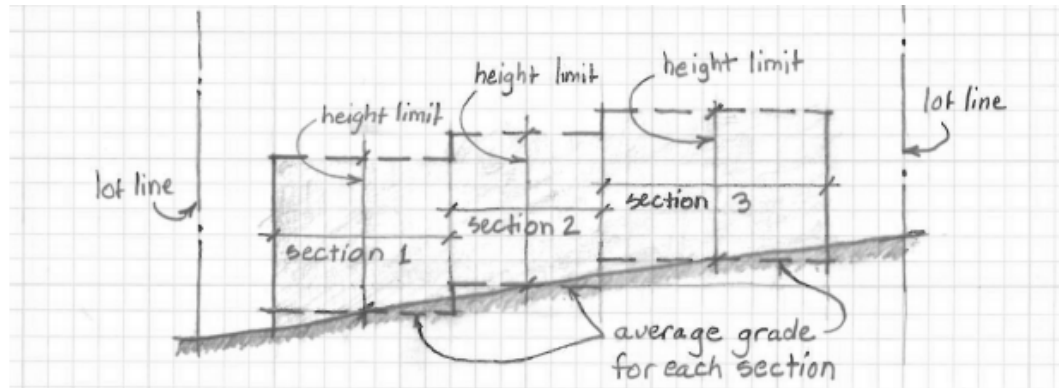 height limit
height limit
height limit
lot line
lot line
section 1
section 2
section 3
average grade
for each section